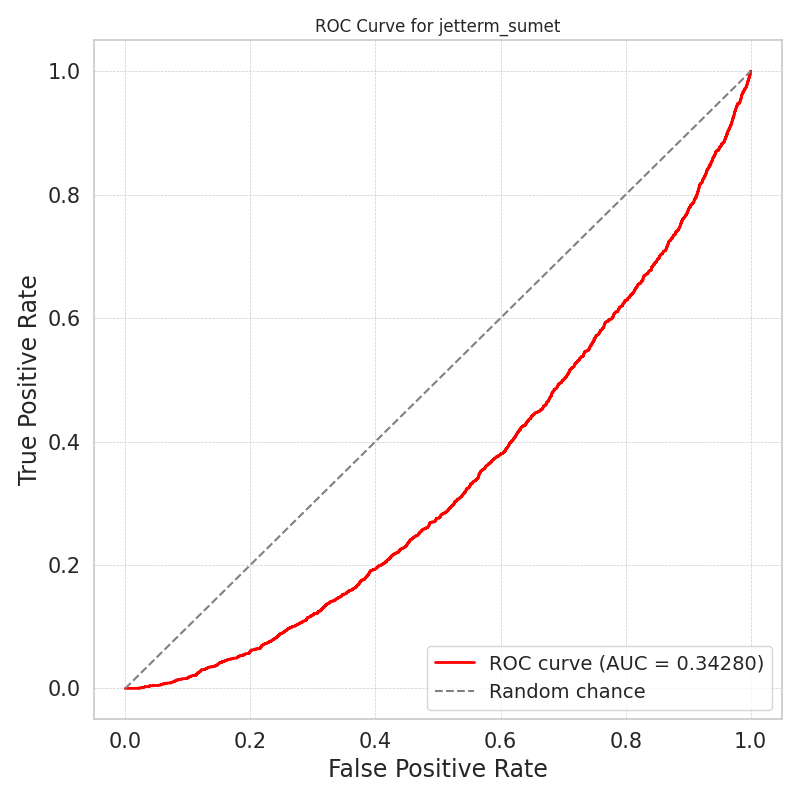 ROC Curve for jetterm_sumet
1.0
0.8
0.6
0.4
0.2
0.0
True Positive Rate
ROC curve (AUC = 0.34280)
Random chance
0.0 0.2 0.4 0.6 0.8 1.0
False Positive Rate